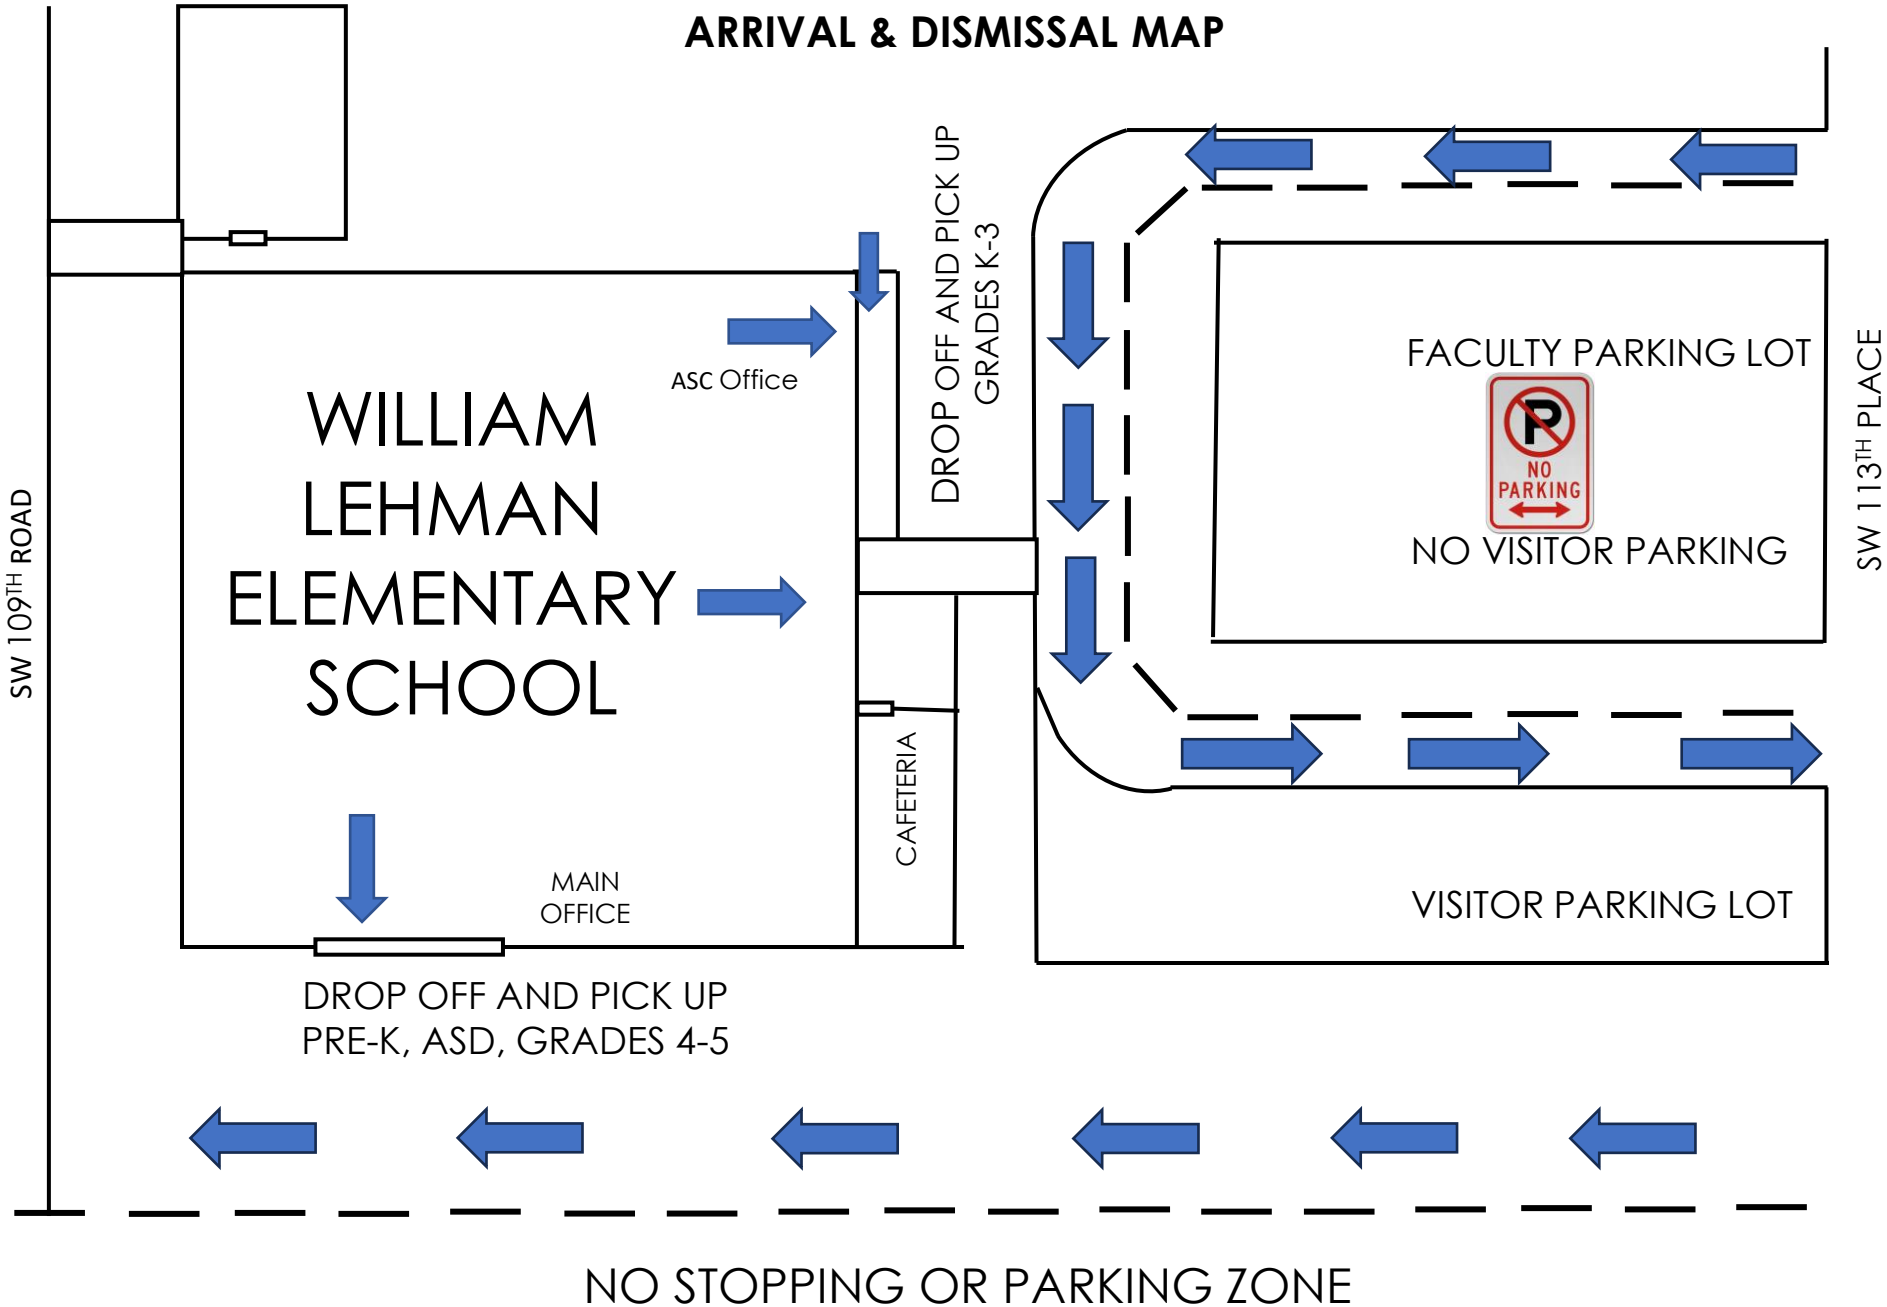 ARRIVAL & DISMISSAL MAP
DROP OFF AND PICK UP
GRADES K-3
FACULTY PARKING LOT
P
NO
PARKING
NO VISITOR PARKING
SW 113TH PLACE
ASC Office
WILLIAM
LEHMAN
ELEMENTARY
SCHOOL
SW 109TH ROAD
CAFETERIA
MAIN
OFFICE
VISITOR PARKING LOT
DROP OFF AND PICK UP
PRE-K, ASD, GRADES 4-5
NO STOPPING OR PARKING ZONE